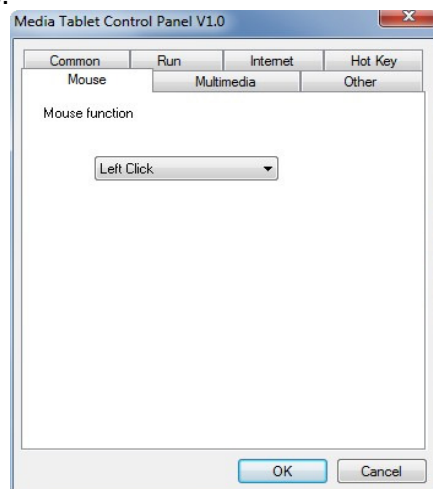 Media Tablet Control Panel V1.0
Common Run Internet Hot Key
Mouse Multimedia Other
Mouse function
Left Click
OK Cancel